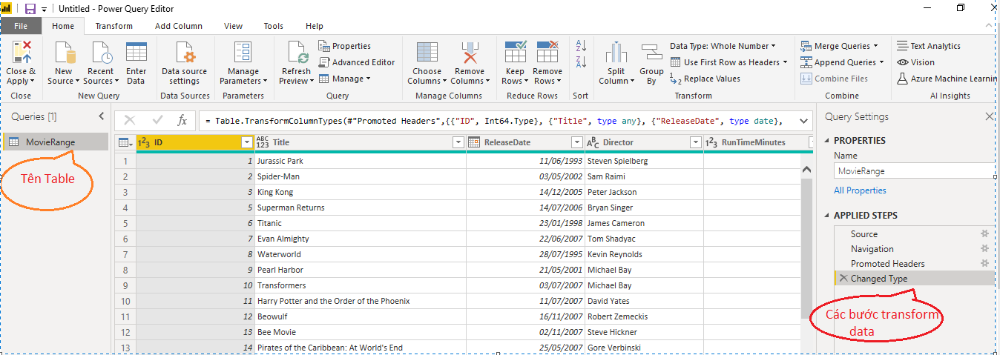 Untitled - Power Query Editor
File Home Transform Add Column View Tools Help
Close & Apply
New Source
Recent Sources
Enter Data
Data source settings
Manage Parameters
Refresh Preview
Properties
Advanced Editor
Manage
Choose Columns
Remove Columns
Keep Rows
Remove Rows
Split Column
Group By
Data Type: Whole Number
Use First Row as Headers
Replace Values
Merge Queries
Append Queries
Combine Files
Text Analytics
Vision
Azure Machine Learnin
Close New Query Data Sources Parameters Query Manage Columns Reduce Rows Sort Transform Combine AI Insights
Queries [1]
= Table.TransformColumnTypes(#"Promoted Headers",{{"ID", Int64.Type}, {"Title", type any}, {"ReleaseDate", type date},
MovieRange
Tên Table
ID Title ReleaseDate Director RunTimeMinutes
1 1 Jurassic Park 11/06/1993 Steven Spielberg
2 2 Spider-Man 03/05/2002 Sam Raimi
3 3 King Kong 14/12/2005 Peter Jackson
4 5 Superman Returns 14/07/2006 Bryan Singer
5 6 Titanic 23/01/1998 James Cameron
6 7 Evan Almighty 22/06/2007 Tom Shadyac
7 8 Waterworld 28/07/1995 Kevin Reynolds
8 9 Pearl Harbor 21/05/2001 Michael Bay
9 10 Transformers 03/07/2007 Michael Bay
10 11 Harry Potter and the Order of the Phoenix 11/07/2007 David Yates
11 12 Beowulf 16/11/2007 Robert Zemeckis
12 13 Bee Movie 02/11/2007 Steve Hickner
13 14 Pirates of the Caribbean: At World's End 25/05/2007 Gore Verbinski
Query Settings
PROPERTIES
Name
MovieRange
All Properties
APPLIED STEPS
Source
Navigation
Promoted Headers
Changed Type
Các bước transform
data